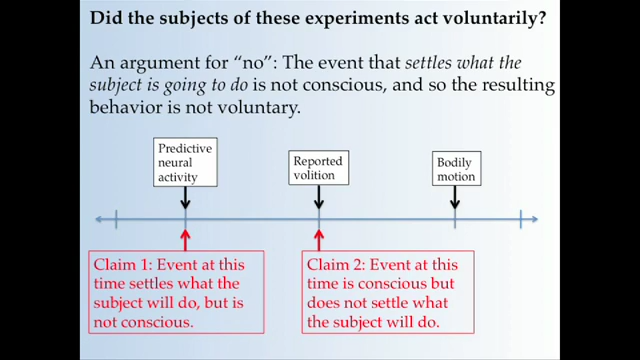 Did the subjects of these experiments act voluntarily?
An argument for “no”: The event that settles what the
subject is going to do is not conscious, and so the resulting
behavior is not voluntary.
Predictive
neural
activity
Reported
volition
Bodily
motion
Claim 1: Event at this
time settles what the
subject will do, but is
not conscious.
Claim 2: Event at this
time is conscious but
does not settle what
the subject will do.